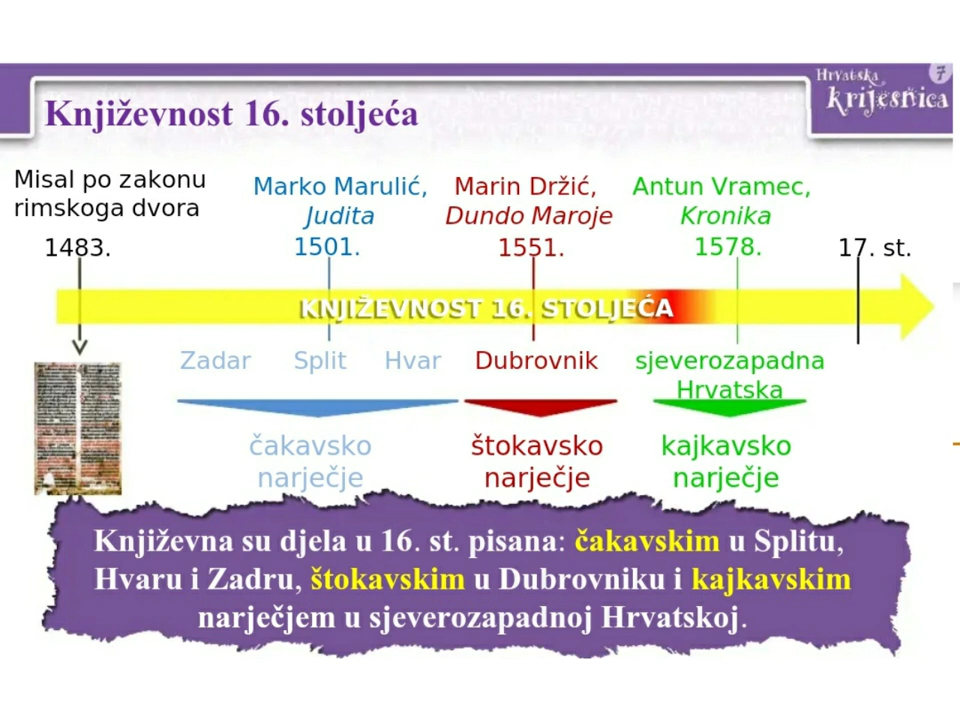 Hrvatska
krijesnica
7
Književnost 16. stoljeća
Misal po zakonu
rimskoga dvora
1483.
Marko Marulić,
Judita
1501.
Marin Držić,
Dundo Maroje
1551.
Antun Vramec,
Kronika
1578.
17. st.
KNJIŽEVNOST 16. STOLJEĆA
Zadar Split Hvar
Dubrovnik
sjeverozapadna
Hrvatska
čakavsko
narječje
štokavsko
narječje
kajkavsko
narječje
Književna su djela u 16. st. pisana: čakavskim u Splitu,
Hvaru i Zadru, štokavskim u Dubrovniku i kajkavskim
narječjem u sjeverozapadnoj Hrvatskoj.